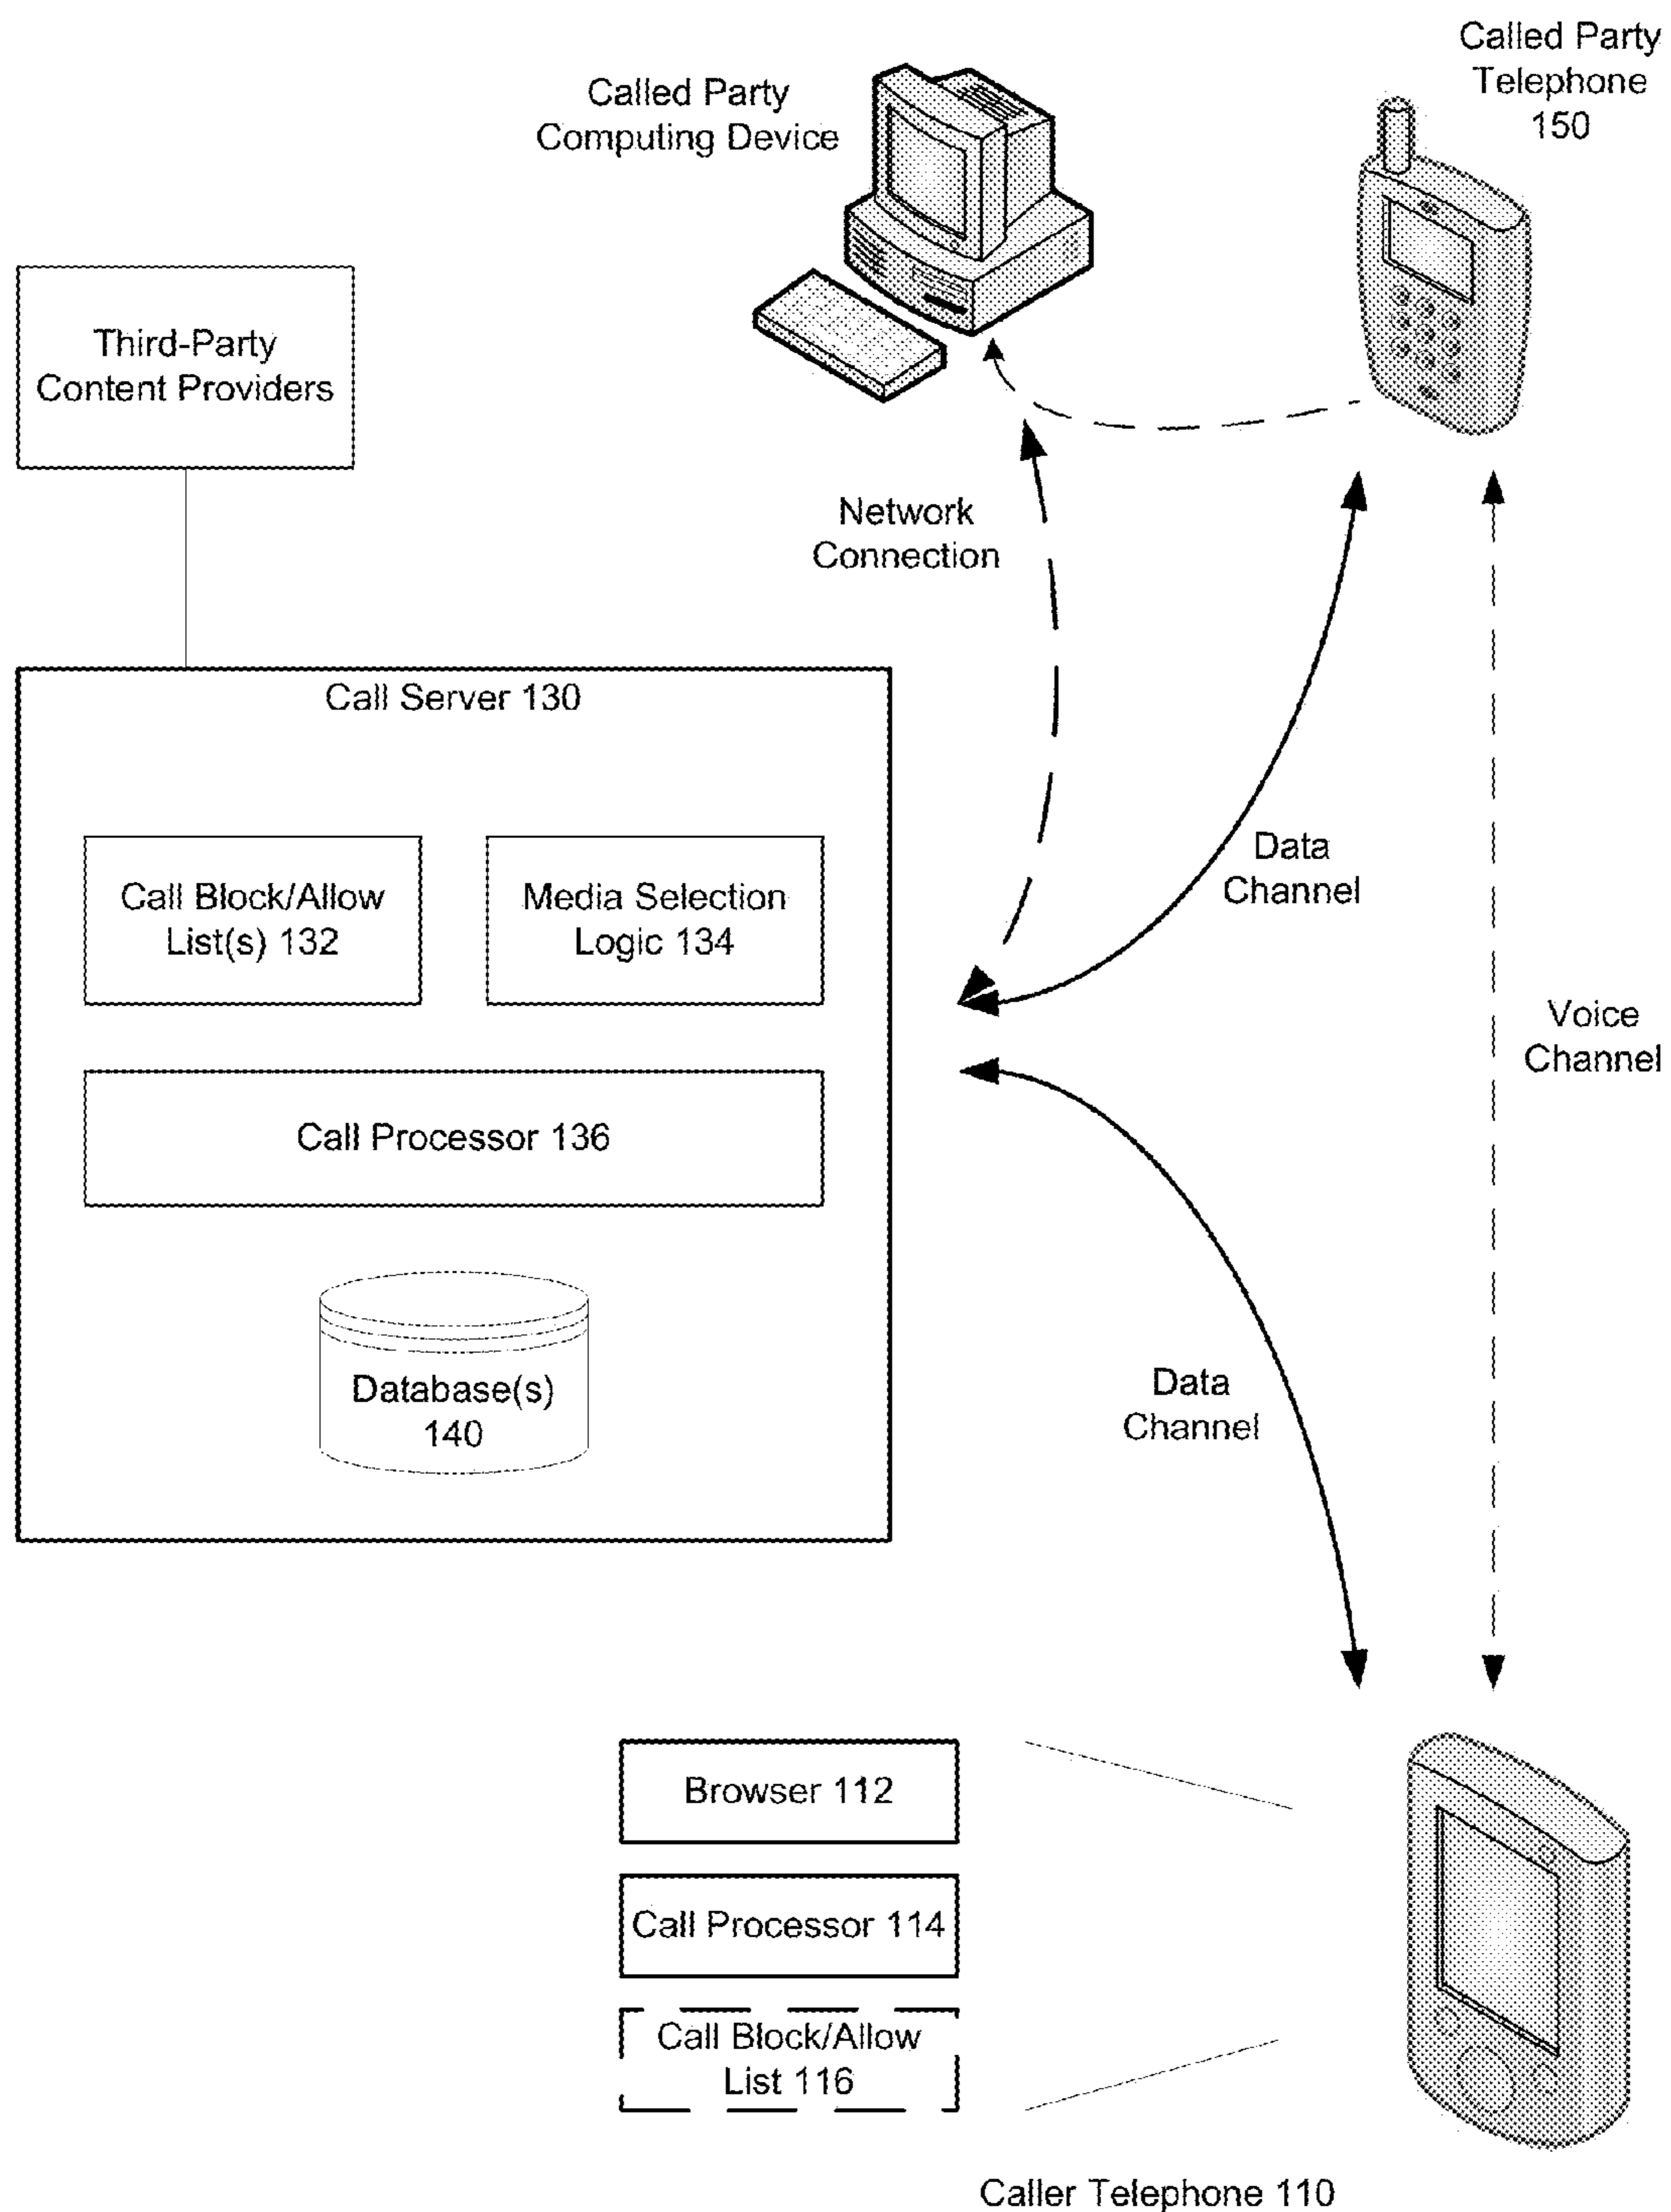 Called Party
Telephone
150
Called Party
Computing Device
Third-Party
Content Providers
Network
Connection
Call Server 130
Call Block/Allow
List(s) 132
Media Selection
Logic 134
Data
Channel
Voice
Channel
Call Processor 136
Database(s)
140
Data
Channel
Browser 112
Call Processor 114
Call Block/Allow
List 116
Caller Telephone 110